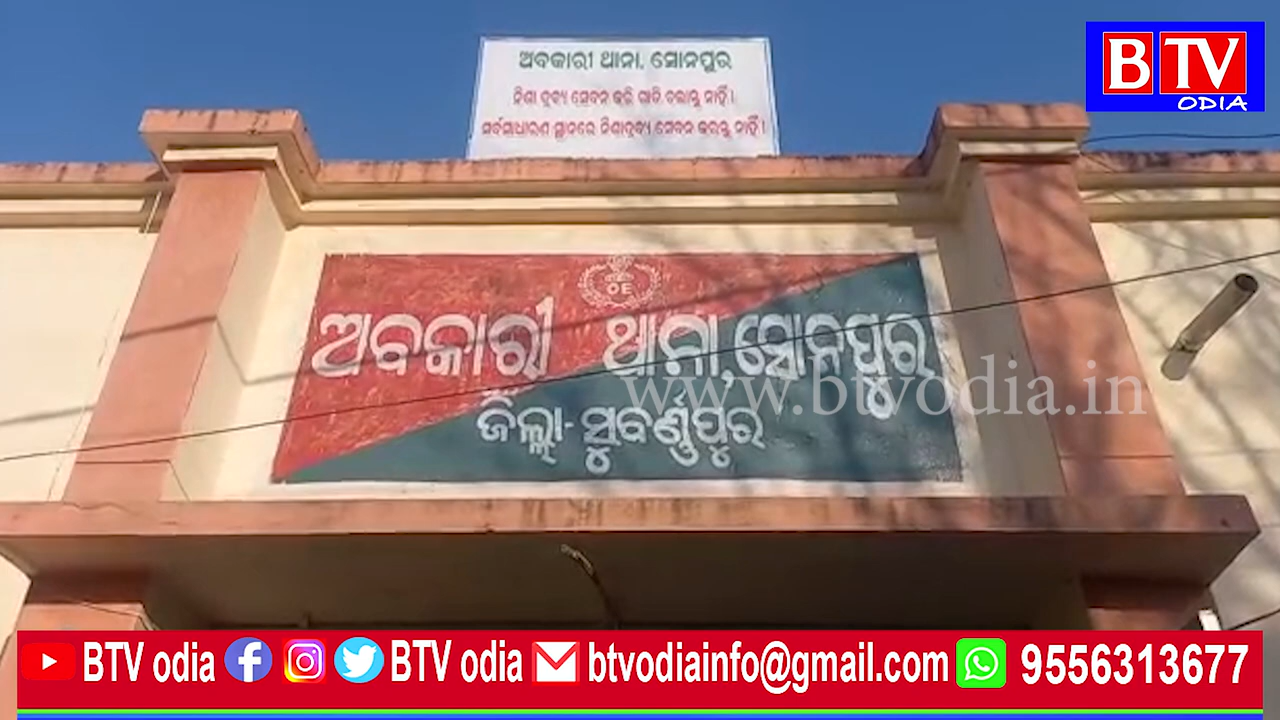 ଅବକାରୀ ଥାନା, ସୋନପୁର
ନିଶା ଦ୍ରବ୍ୟ ସେବନ କରି ଗାଡି ଚଲାନ୍ତୁ ନାହିଁ।
ସର୍ବସାଧାରଣ ସ୍ଥାନରେ ନିଶାଦ୍ରବ୍ୟ ସେବନ କରନ୍ତୁ ନାହିଁ।
BTV
ODIA
OE
ଅବକାରୀ ଥାନା,ସୋନପୁର
ଜିଲ୍ଲା-ସୁବର୍ଣ୍ଣପୁର
www.btvodia.in
BTV odia BTV odia btvodiainfo@gmail.com 9556313677